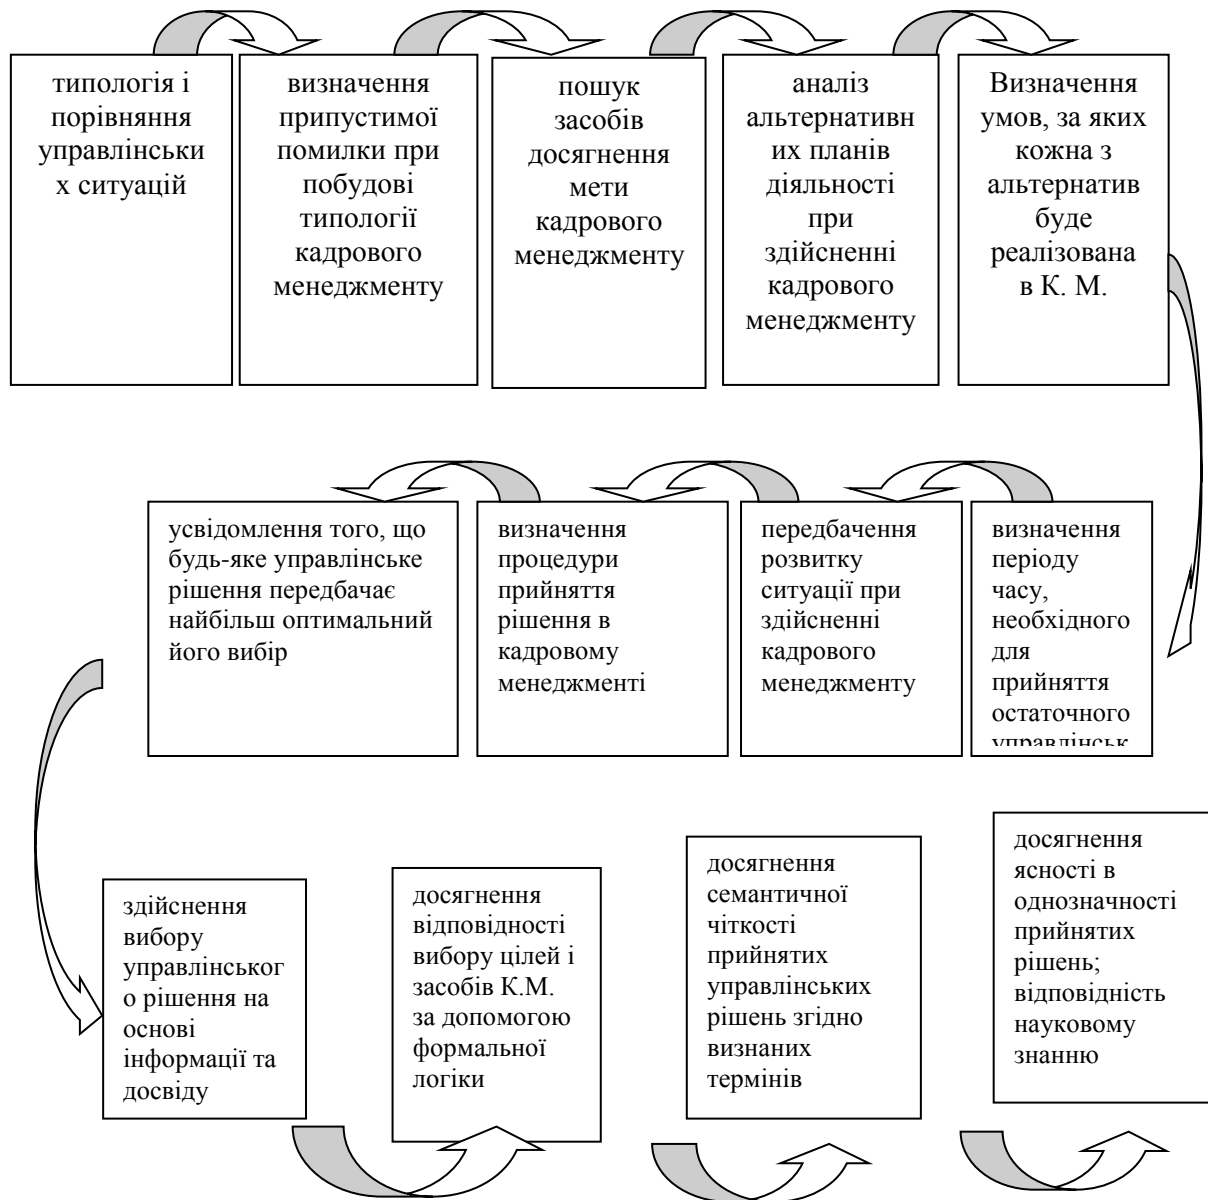 типологія і
порівняння
управлінськи
х ситуацій
визначення
припустимої
помилки при
побудові
типології
кадрового
менеджменту
пошук
засобів
досягнення
мети
кадрового
менеджменту
аналіз
альтернативн
их планів
діяльності
при
здійсненні
кадрового
менеджменту
Визначення
умов, за яких
кожна з
альтернатив
буде
реалізована
в К. М.
усвідомлення того, що
будь-яке управлінське
рішення передбачає
найбільш оптимальний
його вибір
визначення
процедури
прийняття
рішення в
кадровому
менеджменті
передбачення
розвитку
ситуації при
здійсненні
кадрового
менеджменту
визначення
періоду
часу,
необхідного
для
прийняття
остаточного
управлінськ
здійснення
вибору
управлінськог
о рішення на
основі
інформації та
досвіду
досягнення
відповідності
вибору цілей і
засобів К.М.
за допомогою
формальної
логіки
досягнення
семантичної
чіткості
прийнятих
управлінських
рішень згідно
визнаних
термінів
досягнення
ясності в
однозначності
прийнятих
рішень;
відповідність
науковому
знанню